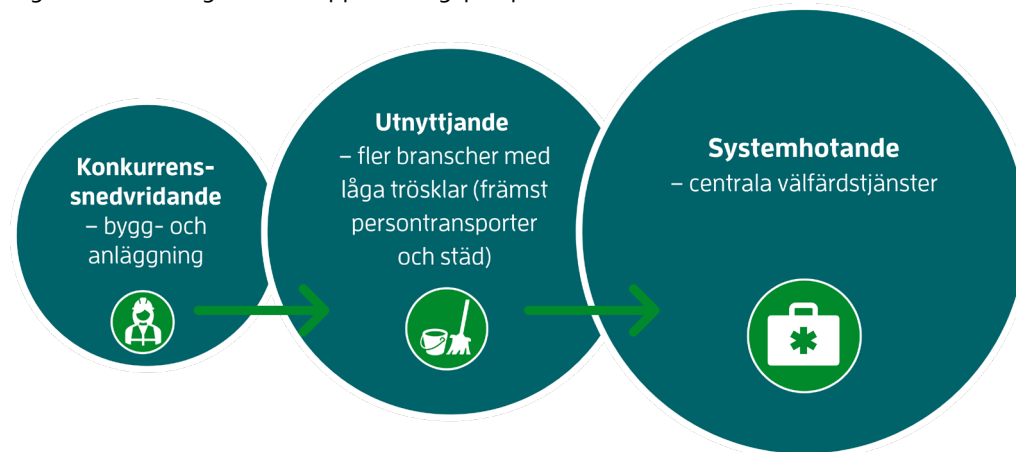 Konkurrens-
snedvridande
– bygg- och
anläggning
Utnyttjande
– fler branscher med
låga trösklar (främst
persontransporter
och städ)
Systemhotande
– centrala välfärdstjänster